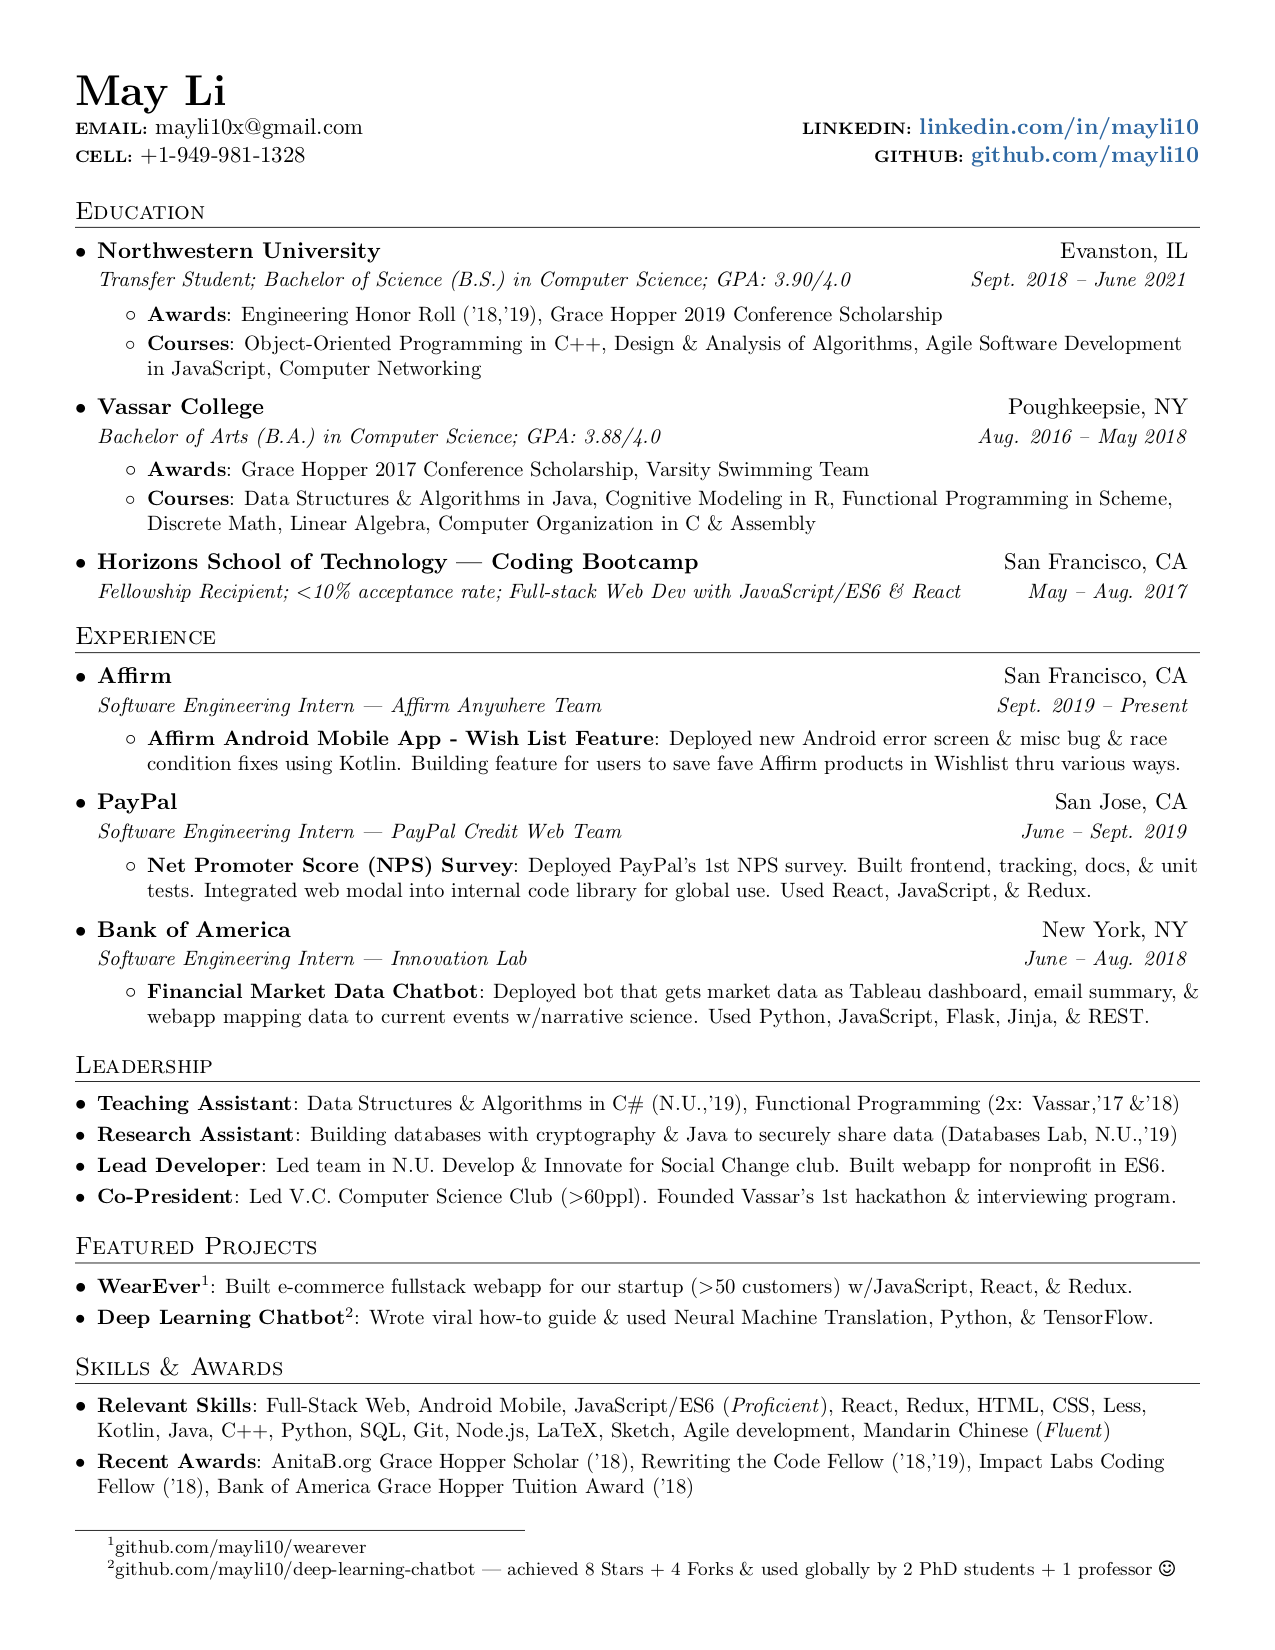 May Li
EMAIL: mayli10x@gmail.com LINKEDIN: linkedin.com/in/mayli10
CELL: +1-949-981-1328 GITHUB: github.com/mayli10
EDUCATION
• Northwestern University Evanston, IL
Transfer Student; Bachelor of Science (B.S.) in Computer Science; GPA: 3.90/4.0 Sept. 2018 – June 2021
◦ Awards: Engineering Honor Roll ('18,'19), Grace Hopper 2019 Conference Scholarship
◦ Courses: Object-Oriented Programming in C++, Design & Analysis of Algorithms, Agile Software Development
in JavaScript, Computer Networking
• Vassar College Poughkeepsie, NY
Bachelor of Arts (B.A.) in Computer Science; GPA: 3.88/4.0 Aug. 2016 – May 2018
◦ Awards: Grace Hopper 2017 Conference Scholarship, Varsity Swimming Team
◦ Courses: Data Structures & Algorithms in Java, Cognitive Modeling in R, Functional Programming in Scheme,
Discrete Math, Linear Algebra, Computer Organization in C & Assembly
• Horizons School of Technology — Coding Bootcamp San Francisco, CA
Fellowship Recipient; <10% acceptance rate; Full-stack Web Dev with JavaScript/ES6 & React May – Aug. 2017
EXPERIENCE
• Affirm San Francisco, CA
Software Engineering Intern — Affirm Anywhere Team Sept. 2019 – Present
◦ Affirm Android Mobile App - Wish List Feature: Deployed new Android error screen & misc bug & race
condition fixes using Kotlin. Building feature for users to save fave Affirm products in Wishlist thru various ways.
• PayPal San Jose, CA
Software Engineering Intern — PayPal Credit Web Team June – Sept. 2019
◦ Net Promoter Score (NPS) Survey: Deployed PayPal's 1st NPS survey. Built frontend, tracking, docs, & unit
tests. Integrated web modal into internal code library for global use. Used React, JavaScript, & Redux.
• Bank of America New York, NY
Software Engineering Intern — Innovation Lab June – Aug. 2018
◦ Financial Market Data Chatbot: Deployed bot that gets market data as Tableau dashboard, email summary, &
webapp mapping data to current events w/narrative science. Used Python, JavaScript, Flask, Jinja, & REST.
LEADERSHIP
• Teaching Assistant: Data Structures & Algorithms in C# (N.U.,'19), Functional Programming (2x: Vassar,'17 &'18)
• Research Assistant: Building databases with cryptography & Java to securely share data (Databases Lab, N.U.,'19)
• Lead Developer: Led team in N.U. Develop & Innovate for Social Change club. Built webapp for nonprofit in ES6.
• Co-President: Led V.C. Computer Science Club (>60ppl). Founded Vassar's 1st hackathon & interviewing program.
FEATURED PROJECTS
• WearEver¹: Built e-commerce fullstack webapp for our startup (>50 customers) w/JavaScript, React, & Redux.
• Deep Learning Chatbot²: Wrote viral how-to guide & used Neural Machine Translation, Python, & TensorFlow.
SKILLS & AWARDS
• Relevant Skills: Full-Stack Web, Android Mobile, JavaScript/ES6 (Proficient), React, Redux, HTML, CSS, Less,
Kotlin, Java, C++, Python, SQL, Git, Node.js, LaTeX, Sketch, Agile development, Mandarin Chinese (Fluent)
• Recent Awards: AnitaB.org Grace Hopper Scholar ('18), Rewriting the Code Fellow ('18,'19), Impact Labs Coding
Fellow ('18), Bank of America Grace Hopper Tuition Award ('18)
¹github.com/mayli10/wearever
²github.com/mayli10/deep-learning-chatbot — achieved 8 Stars + 4 Forks & used globally by 2 PhD students + 1 professor ☺